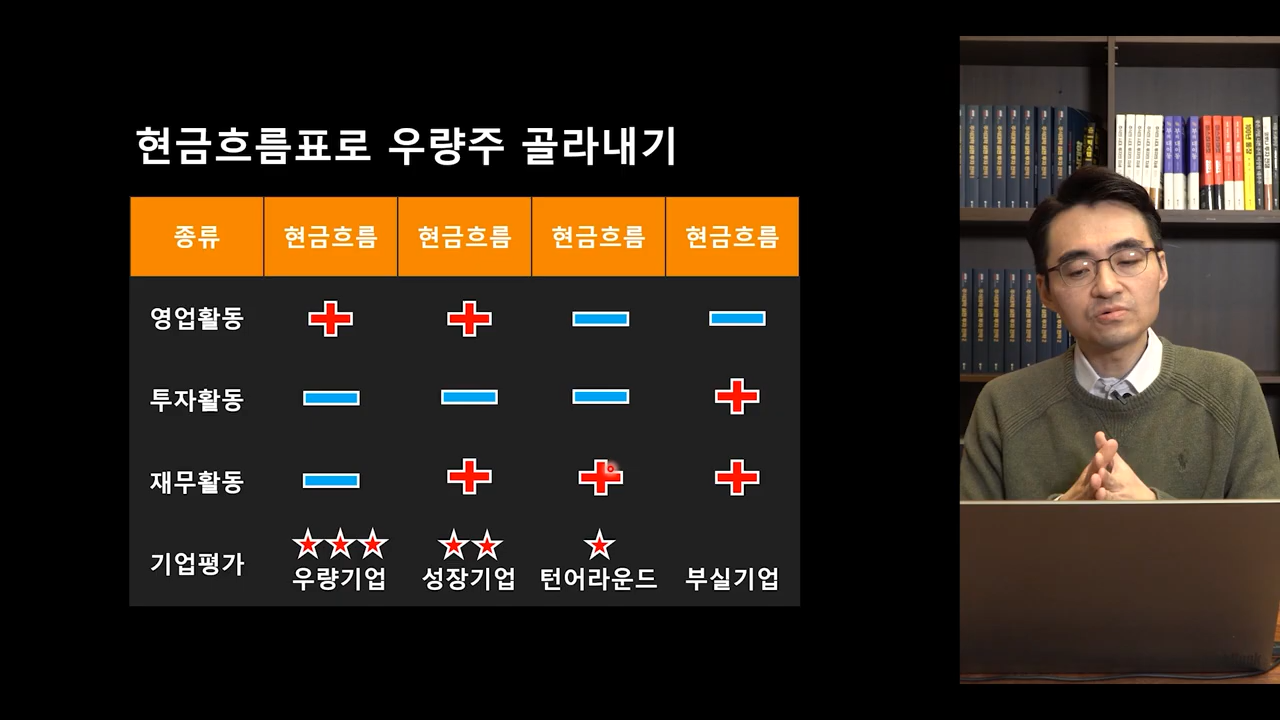 현금흐름표로 우량주 골라내기
종류 현금흐름 현금흐름 현금흐름 현금흐름
영업활동
투자활동
재무활동
기업평가
우량기업 성장기업 턴어라운드 부실기업